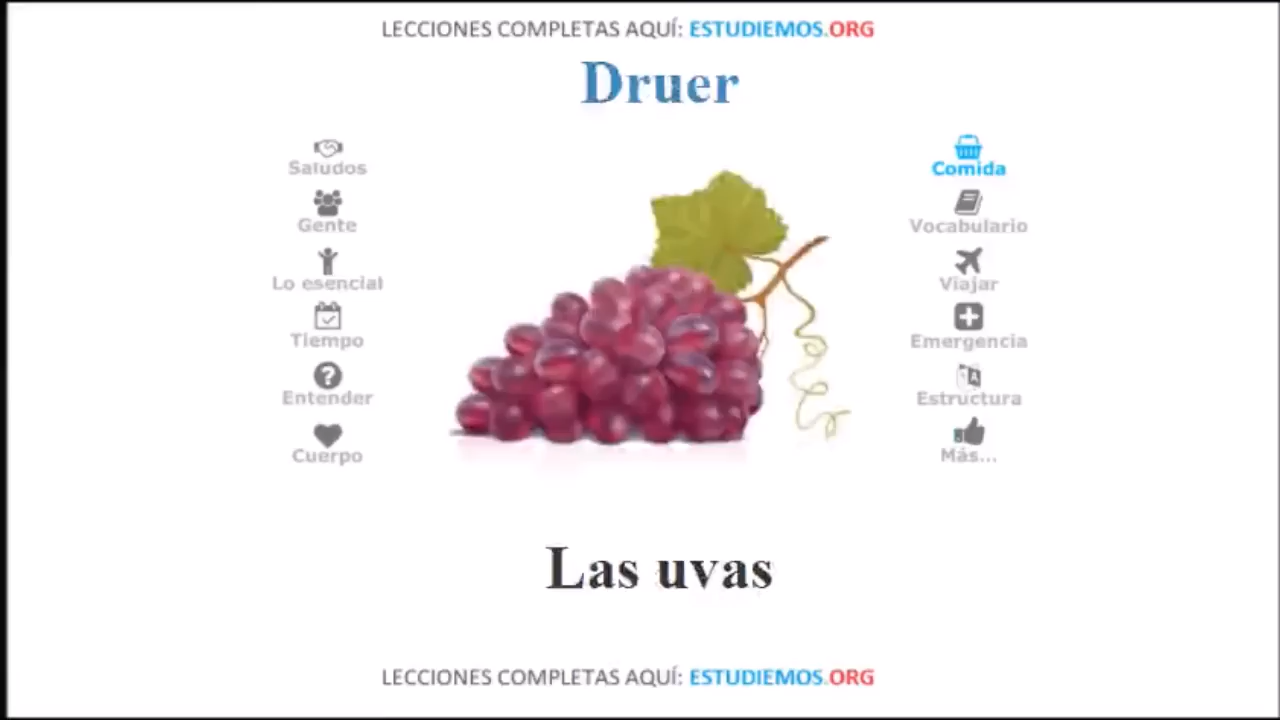 LECCIONES COMPLETAS AQUÍ: ESTUDIEMOS.ORG
Druer
Saludos
Gente
Lo esencial
Tiempo
Entender
Cuerpo
Comida
Vocabulario
Viajar
Emergencia
Estructura
Más...
Las uvas
LECCIONES COMPLETAS AQUÍ: ESTUDIEMOS.ORG